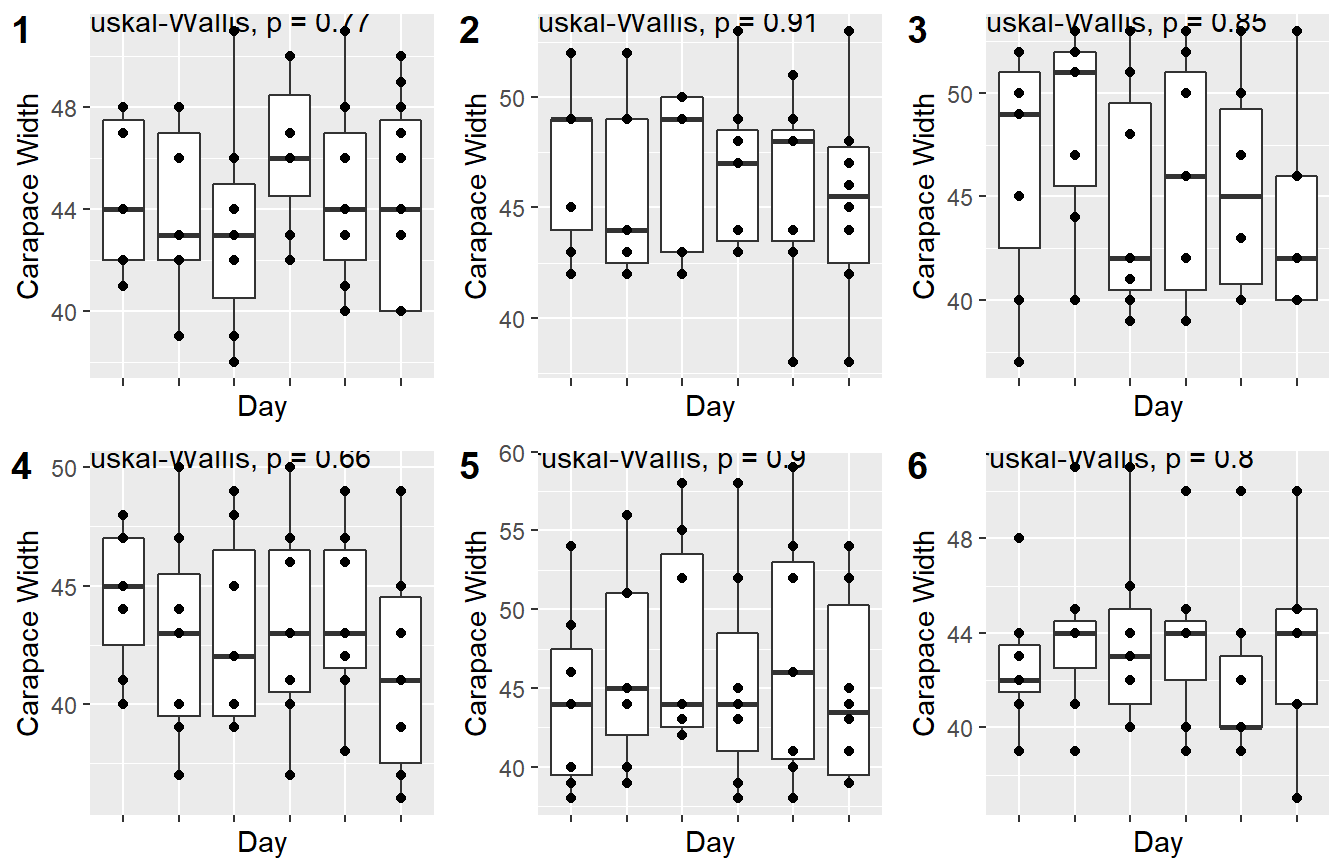 1 uskal-Wallis, p = 0.77
Carapace Width
48
44
40
Day
2 uskal-Wallis, p = 0.91
Carapace Width
50
45
40
Day
3 uskal-Wallis, p = 0.85
Carapace Width
50
45
40
Day
4 uskal-Wallis, p = 0.66
Carapace Width
50
45
40
Day
5 ruskal-Wallis, p = 0.9
Carapace Width
60
55
50
45
40
Day
6 ruskal-Wallis, p = 0.8
Carapace Width
48
44
40
Day